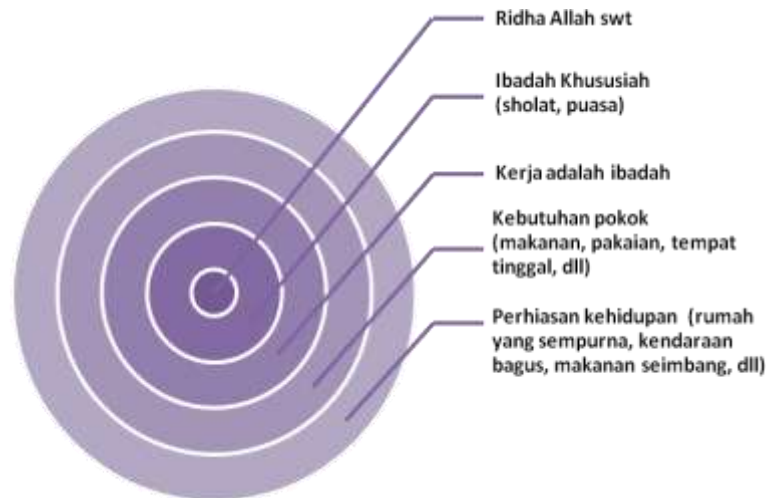 Ridha Allah swt
Ibadah Khususiah
(sholat, puasa)
Kerja adalah ibadah
Kebutuhan pokok
(makanan, pakaian, tempat
tinggal, dll)
Perhiasan kehidupan (rumah
yang sempurna, kendaraan
bagus, makanan seimbang, dll)